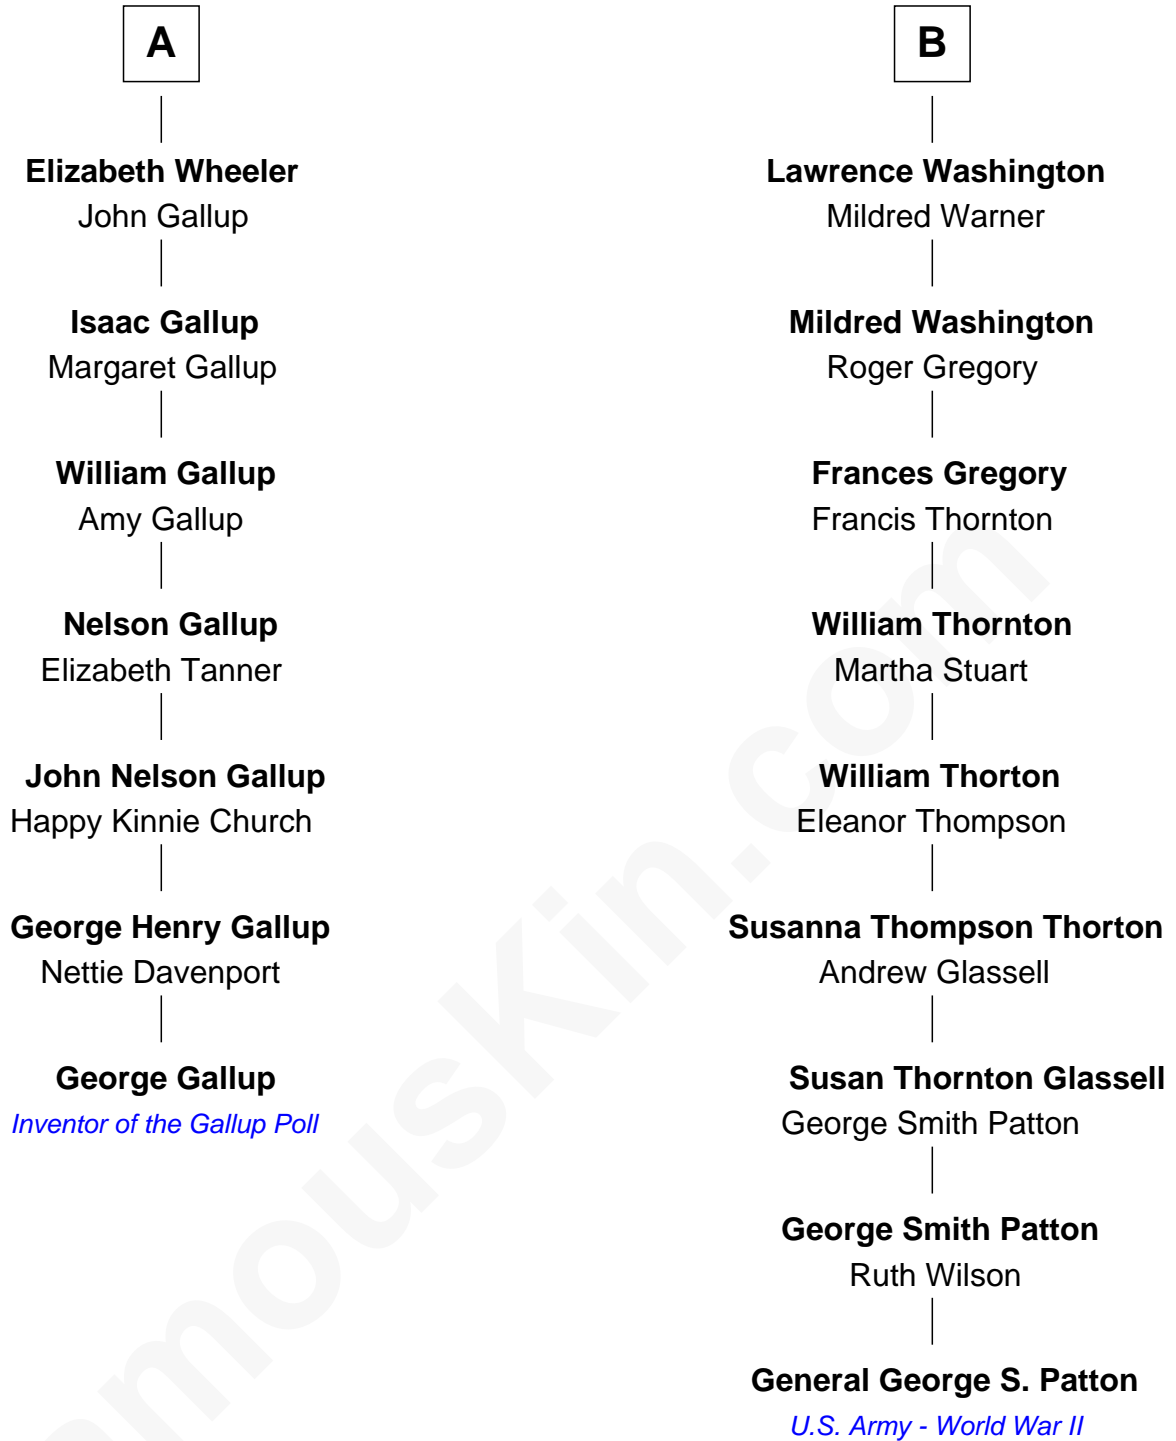 A
Elizabeth Wheeler
John Gallup
Isaac Gallup
Margaret Gallup
William Gallup
Amy Gallup
Nelson Gallup
Elizabeth Tanner
John Nelson Gallup
Happy Kinnie Church
George Henry Gallup
Nettie Davenport
George Gallup
Inventor of the Gallup Poll
B
Lawrence Washington
Mildred Warner
Mildred Washington
Roger Gregory
Frances Gregory
Francis Thornton
William Thornton
Martha Stuart
William Thorton
Eleanor Thompson
Susanna Thompson Thorton
Andrew Glassell
Susan Thornton Glassell
George Smith Patton
George Smith Patton
Ruth Wilson
General George S. Patton
U.S. Army - World War II
amousKin.com